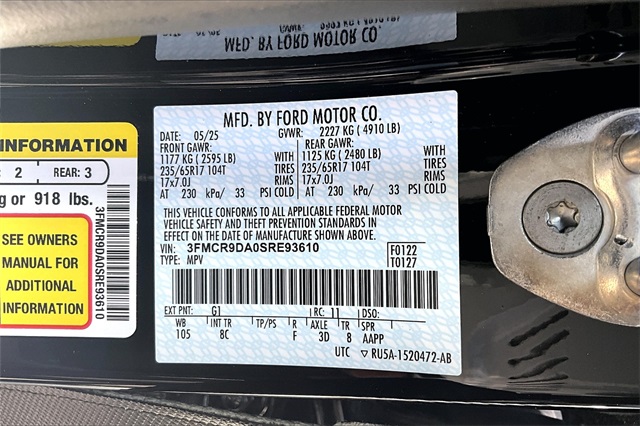 MFD. BY FORD MOTOR CO.
INFORMATION
2 REAR: 3
g or 918 lbs.
SEE OWNERS
MANUAL FOR
ADDITIONAL
INFORMATION
3FMCR9DA0SRE93610
MFD. BY FORD MOTOR CO.
DATE: 05/25 GVWR: 2227 KG ( 4910 LB)
FRONT GAWR: REAR GAWR:
1177 KG ( 2595 LB) WITH 1125 KG ( 2480 LB) WITH
235/65R17 104T TIRES 235/65R17 104T TIRES
17x7.0J RIMS 17x7.0J RIMS
AT 230 kPa/ 33 PSI COLD AT 230 kPa/ 33 PSI COLD
THIS VEHICLE CONFORMS TO ALL APPLICABLE FEDERAL MOTOR
VEHICLE SAFETY AND THEFT PREVENTION STANDARDS IN EFFECT ON
THE DATE OF MANUFACTURE SHOWN ABOVE.
VIN: 3FMCR9DA0SRE93610 F0122
TYPE: MPV T0127
EXT PNT: G1 RC: 11 DSO:
WB INT TR TP/PS R AXLE TR SPR
105 8C F 3D 8 AAPP
UTC RU5A-1520472-AB